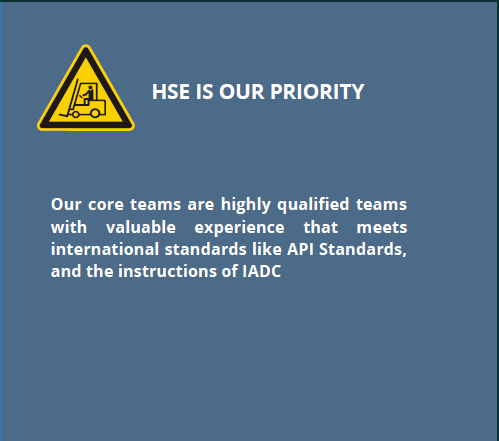 HSE IS OUR PRIORITY
Our core teams are highly qualified teams
with valuable experience that meets
international standards like API Standards,
and the instructions of IADC